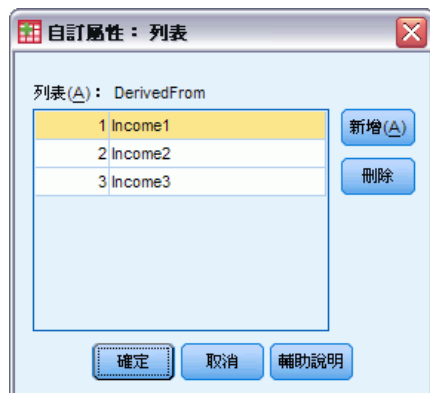 自訂屬性： 列表
列表(A)： DerivedFrom
1 Income1
2 Income2
3 Income3
新增(A)
刪除
確定 取消 輔助說明